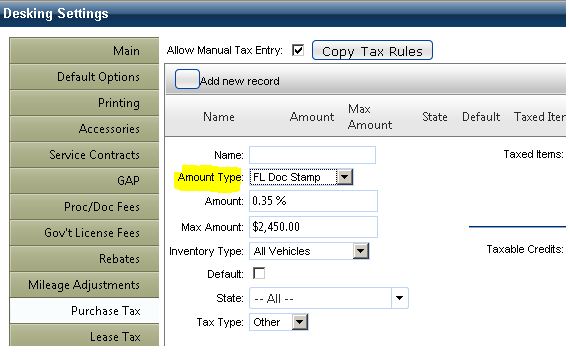 Desking Settings
Main
Default Options
Printing
Accessories
Service Contracts
GAP
Proc/Doc Fees
Gov't License Fees
Rebates
Mileage Adjustments
Purchase Tax
Lease Tax
Allow Manual Tax Entry: Copy Tax Rules
Add new record
Name Amount Max Amount State Default Taxed Iter
Name: Taxed Items:
Amount Type: FL Doc Stamp
Amount: 0.35 %
Max Amount: $2,450.00
Inventory Type: All Vehicles Taxable Credits:
Default:
State: -- All --
Tax Type: Other